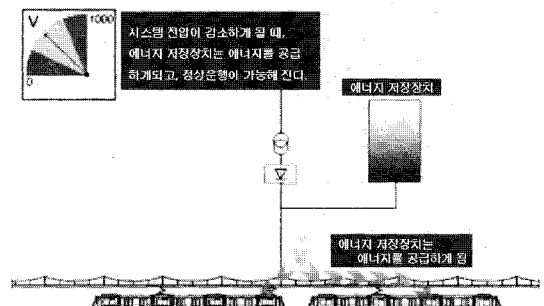 V
1000
0
시스템 전압이 감소하게 될 때,
에너지 저장장치는 에너지를 공급
하게되고, 정상운행이 가능해 진다.
에너지 저장장치
에너지 저장장치는
에너지를 공급하게 됨